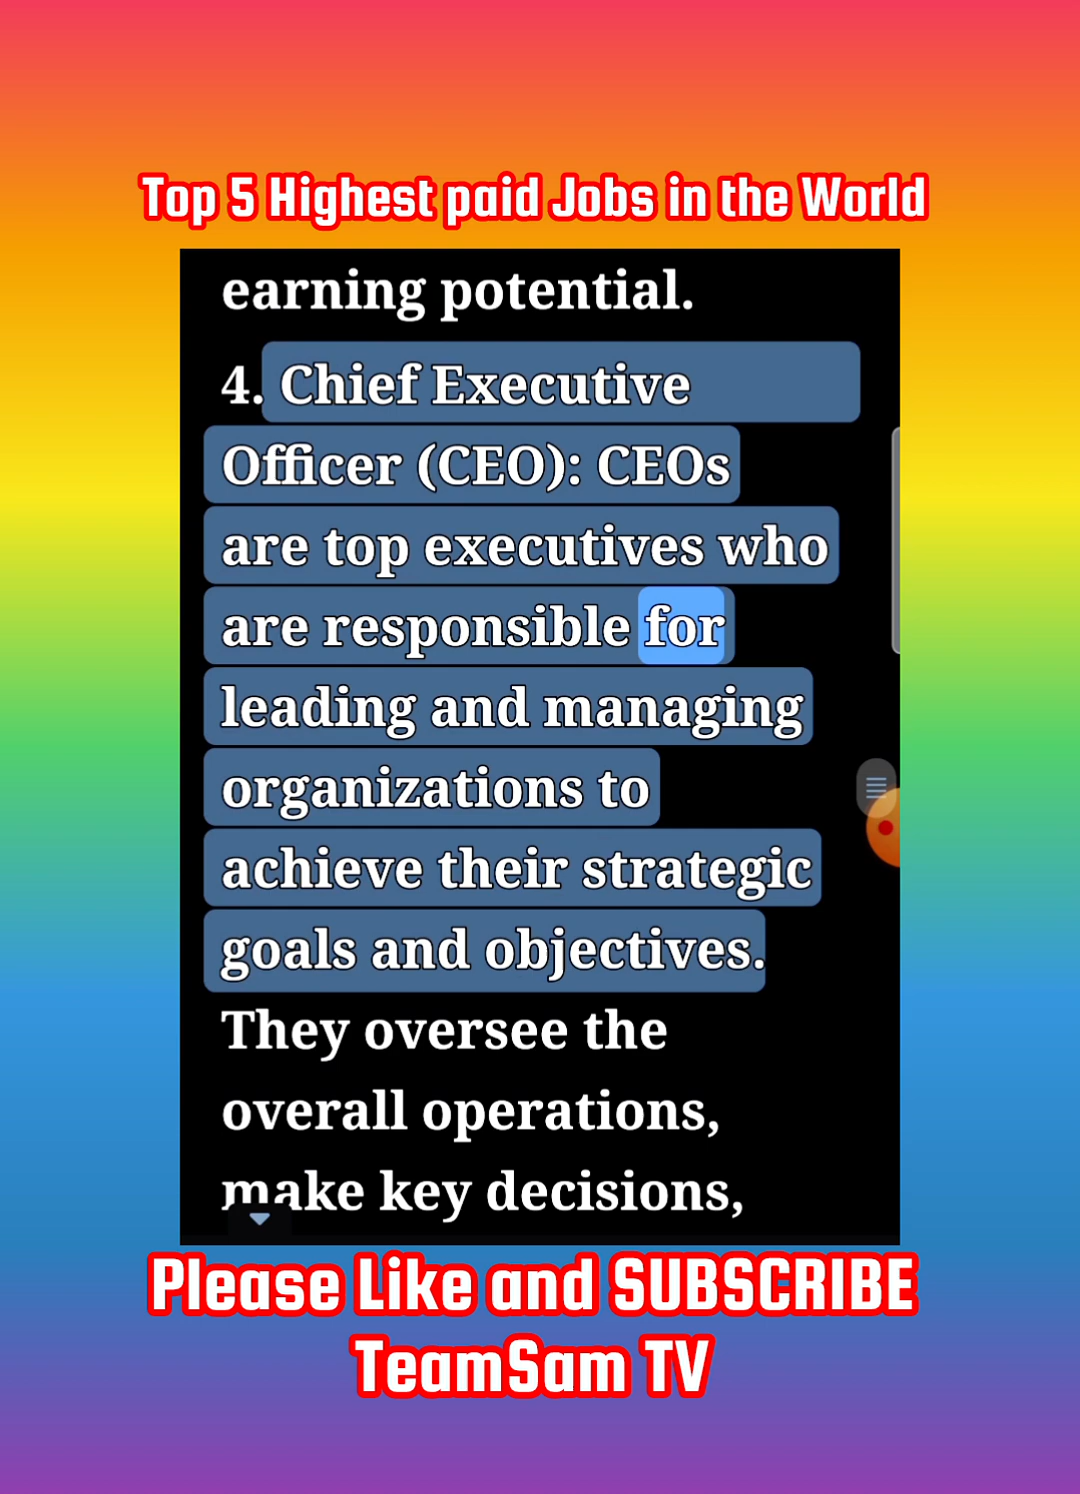 Top 5 Highest paid Jobs in the World
earning potential.
4. Chief Executive
Officer (CEO): CEOs
are top executives who
are responsible for
leading and managing
organizations to
achieve their strategic
goals and objectives.
They oversee the
overall operations,
make key decisions,
Please Like and SUBSCRIBE
TeamSam TV